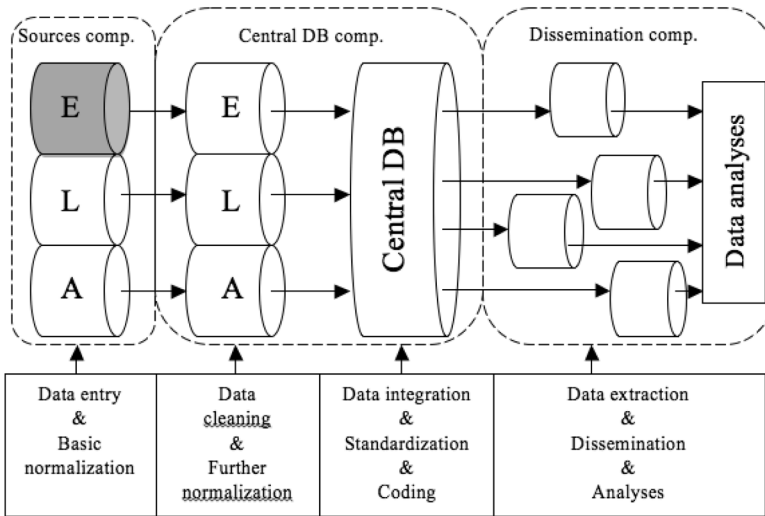 Sources comp.
Central DB comp.
Dissemination comp.
E
E
L
L
A
A
Central DB
Data analyses
Data entry
&
Basic
normalization
Data
cleaning
&
Further
normalization
Data integration
&
Standardization
&
Coding
Data extraction
&
Dissemination
&
Analyses